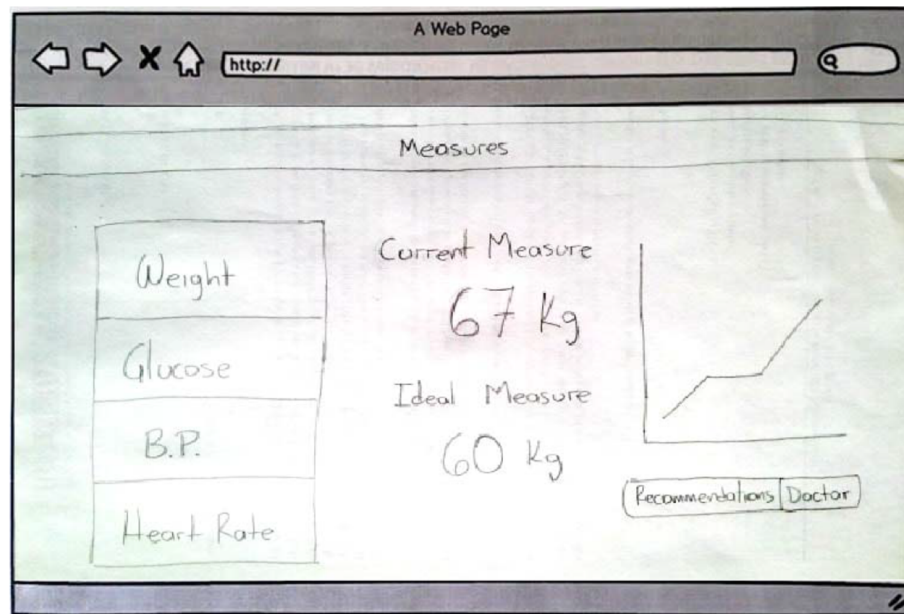 A Web Page
http://
Measures
Weight
Glucose
B.P.
Heart Rate
Current Measure
67 Kg
Ideal Measure
60 Kg
Recommendations Doctor